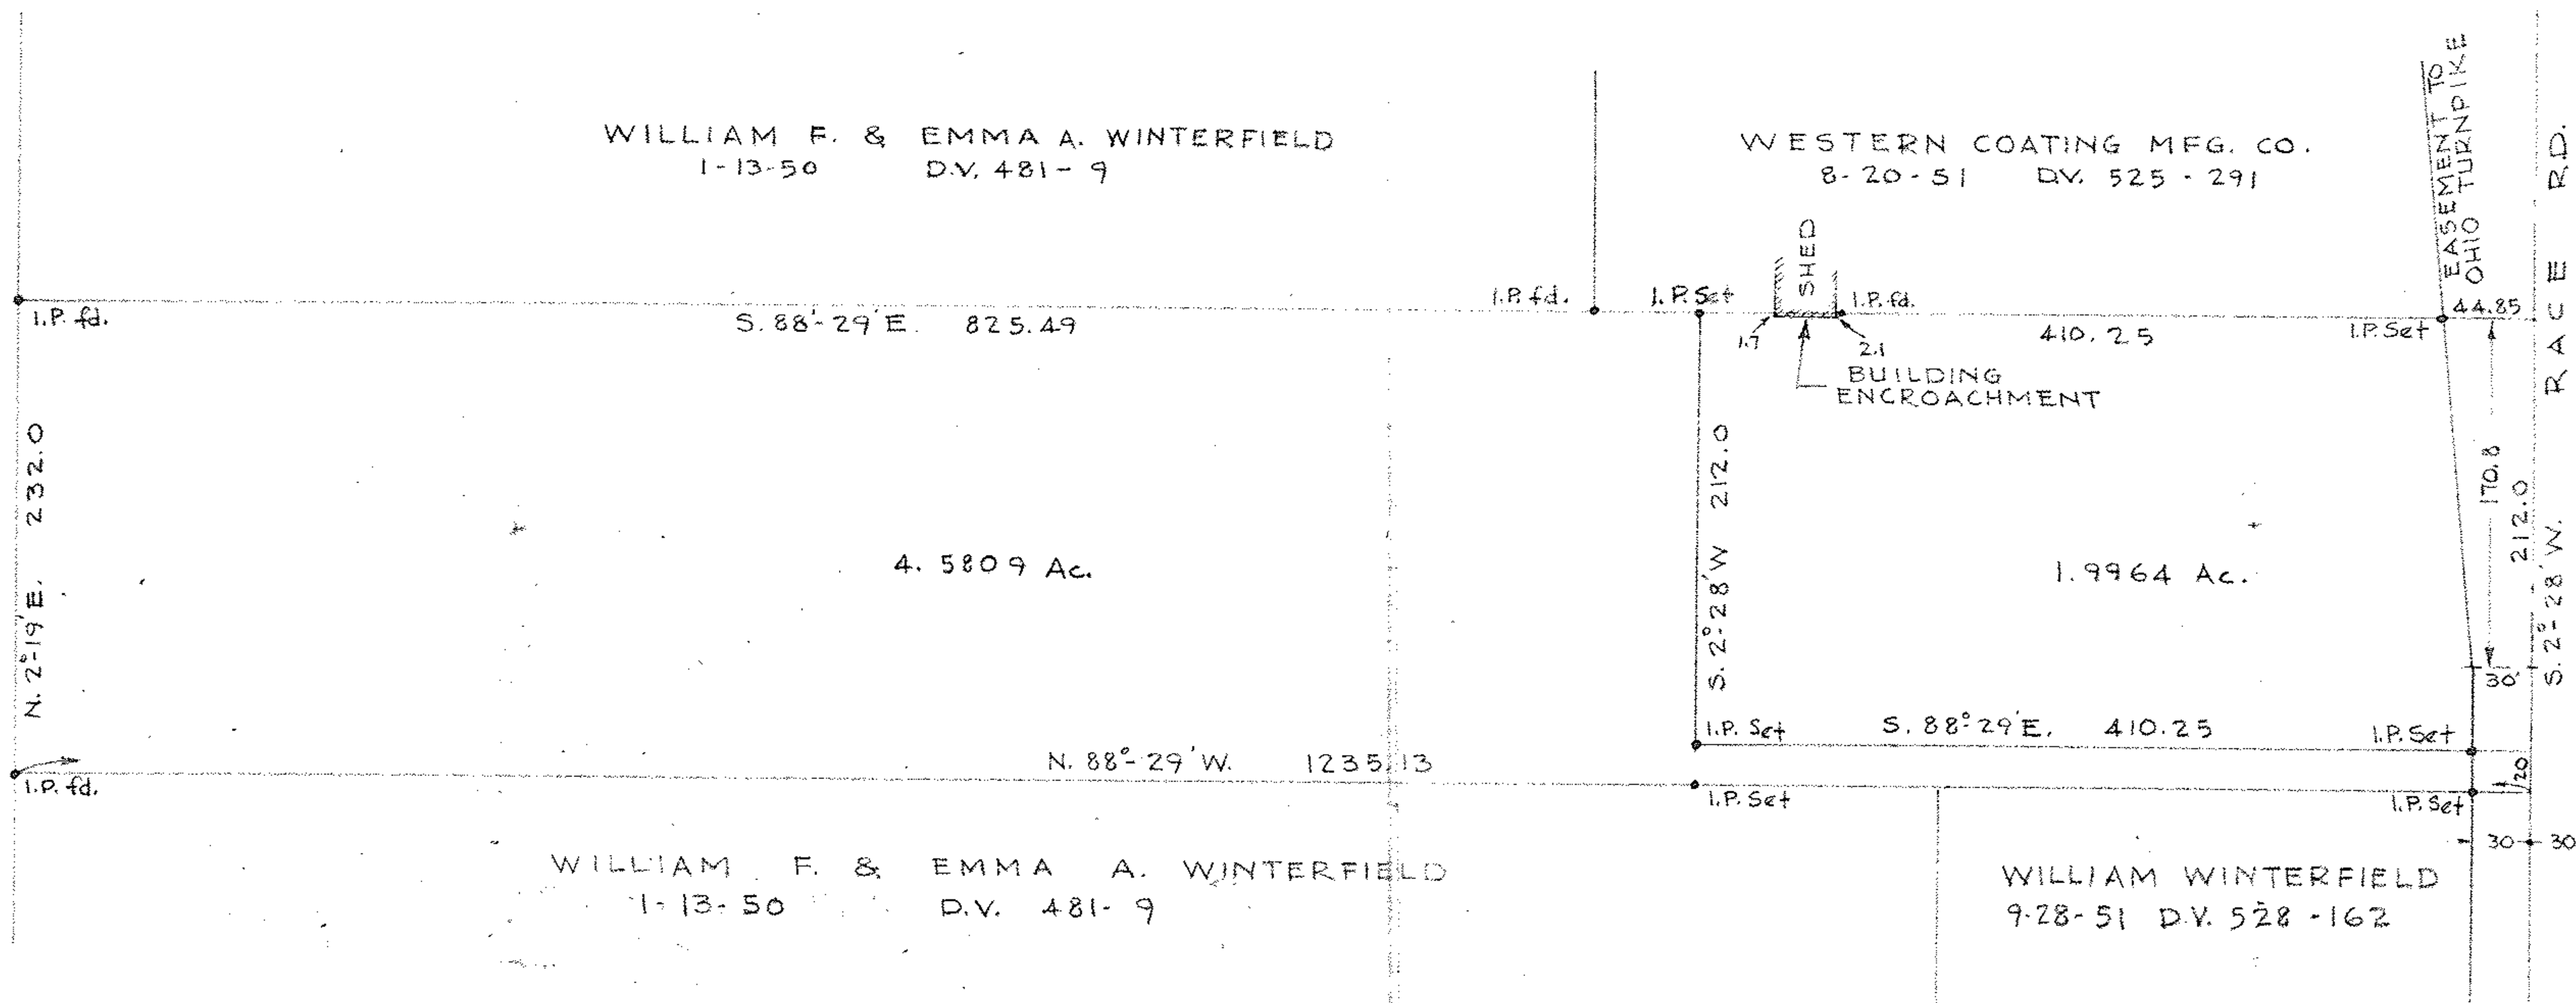 WILLIAM F. & EMMA A. WINTERFIELD
1-13-50 D.V. 481-9
WESTERN COATING MFG. CO.
8-20-51 D.V. 525-291
EASEMENT TO
OHIO TURNPIKE
RACE RD.
S. 2°-28'W.
I.P. fd.
S. 88'-29'E. 825.49
I.P. fd.
I.P. Set
SHED
I.P. fd.
1.7
2.1
BUILDING
ENCROACHMENT
410.25
I.P. Set
44.85
N. 2°-19'E. 232.0
4.5809 Ac.
S. 2°-28'W 212.0
1.9964 Ac.
170.8
212.0
30'
I.P. Set
S. 88°-29'E. 410.25
I.P. Set
N. 88°-29'W. 1235.13
I.P. fd.
I.P. Set
20
I.P. Set
30
30
WILLIAM F. & EMMA A. WINTERFIELD
1-13-50 D.V. 481-9
WILLIAM WINTERFIELD
9-28-51 D.V. 528-162